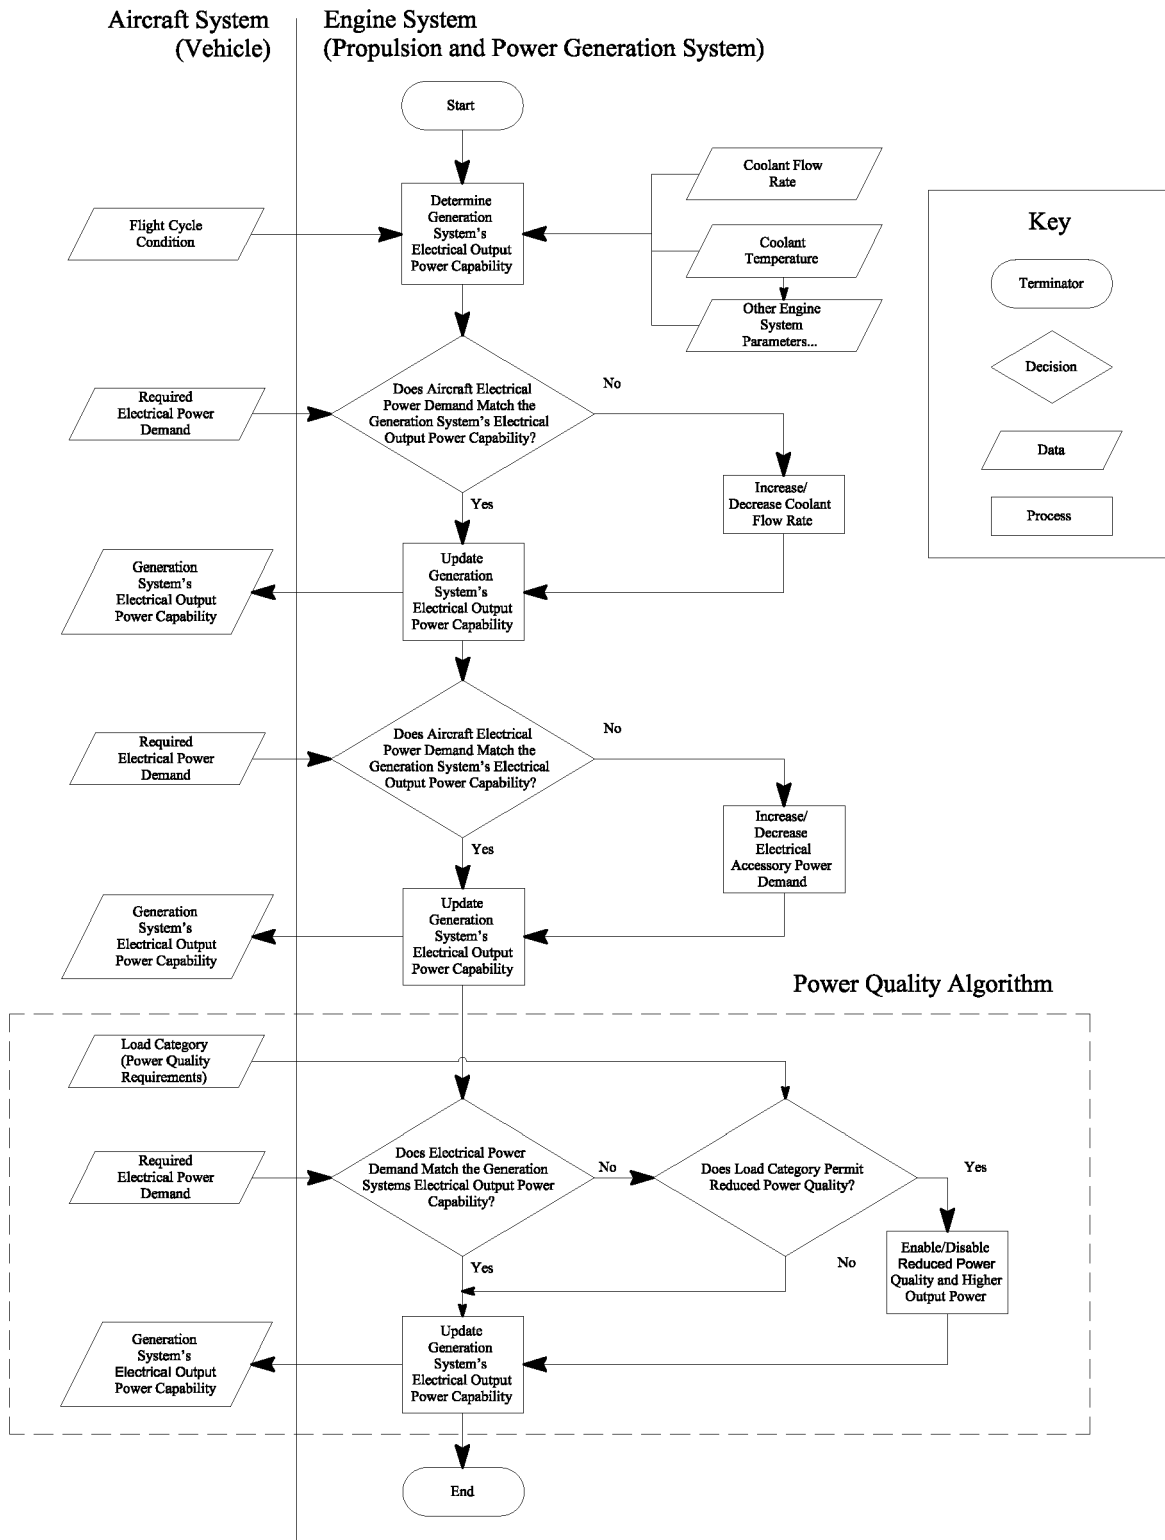 Aircraft System
(Vehicle)
Engine System
(Propulsion and Power Generation System)
Start
Coolant Flow
Rate
Determine
Generation
System's
Electrical Output
Power Capability
Flight Cycle
Condition
Coolant
Temperature
Other Engine
System
Parameters...
Key
Terminator
Decision
Data
Process
Required
Electrical Power
Demand
Does Aircraft Electrical
Power Demand Match the
Generation System's Electrical
Output Power Capability?
No
Yes
Increase/
Decrease Coolant
Flow Rate
Generation
System's
Electrical Output
Power Capability
Update
Generation
System's
Electrical Output
Power Capability
Required
Electrical Power
Demand
Does Aircraft Electrical
Power Demand Match the
Generation System's Electrical
Output Power Capability?
No
Yes
Increase/
Decrease
Electrical
Accessory Power
Demand
Generation
System's
Electrical Output
Power Capability
Update
Generation
System's
Electrical Output
Power Capability
Power Quality Algorithm
Load Category
(Power Quality
Requirements)
Required
Electrical Power
Demand
Does Electrical Power
Demand Match the Generation
Systems Electrical Output Power
Capability?
No
Does Load Category Permit
Reduced Power Quality?
Yes
Yes
No
Enable/Disable
Reduced Power
Quality and Higher
Output Power
Generation
System's
Electrical Output
Power Capability
Update
Generation
System's
Electrical Output
Power Capability
End